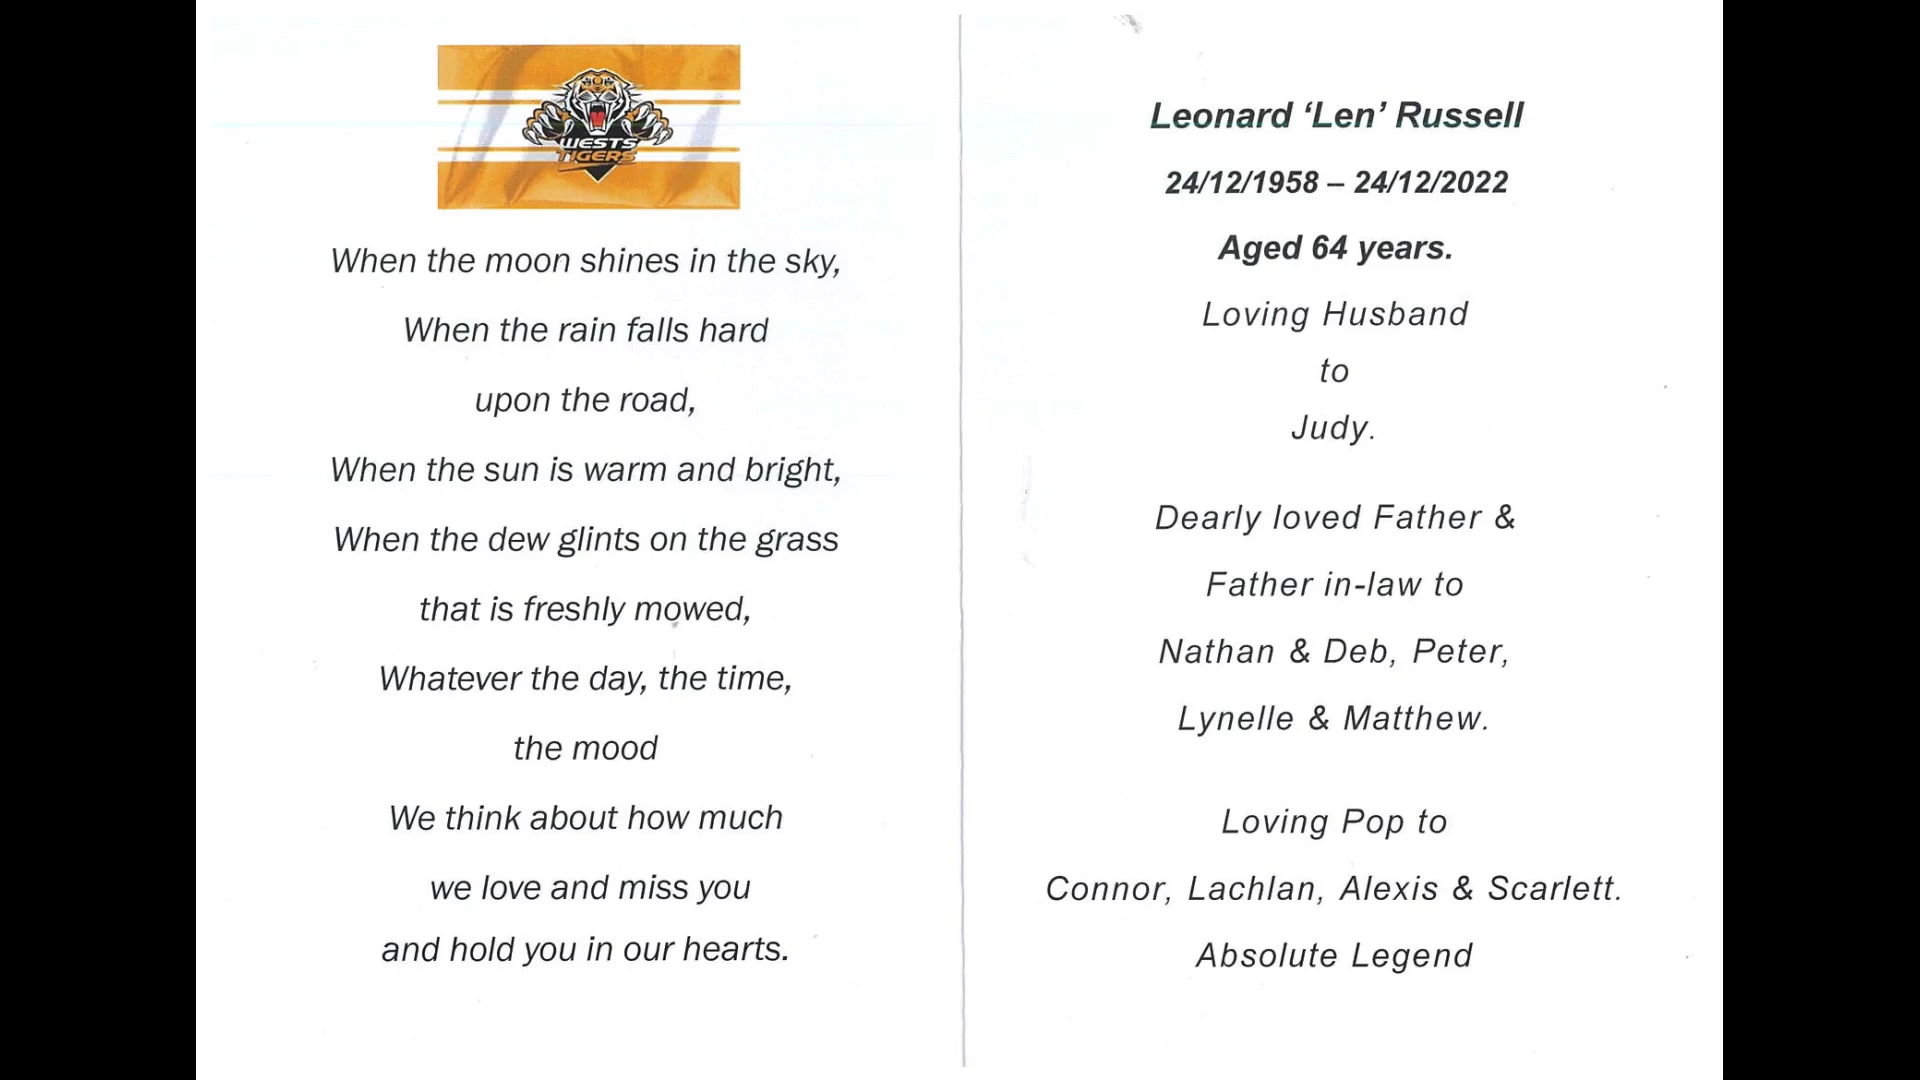 WESTS
TIGERS
When the moon shines in the sky,
When the rain falls hard
upon the road,
When the sun is warm and bright,
When the dew glints on the grass
that is freshly mowed,
Whatever the day, the time,
the mood
We think about how much
we love and miss you
and hold you in our hearts.
Leonard ‘Len’ Russell
24/12/1958 – 24/12/2022
Aged 64 years.
Loving Husband
to
Judy.
Dearly loved Father &
Father in-law to
Nathan & Deb, Peter,
Lynelle & Matthew.
Loving Pop to
Connor, Lachlan, Alexis & Scarlett.
Absolute Legend